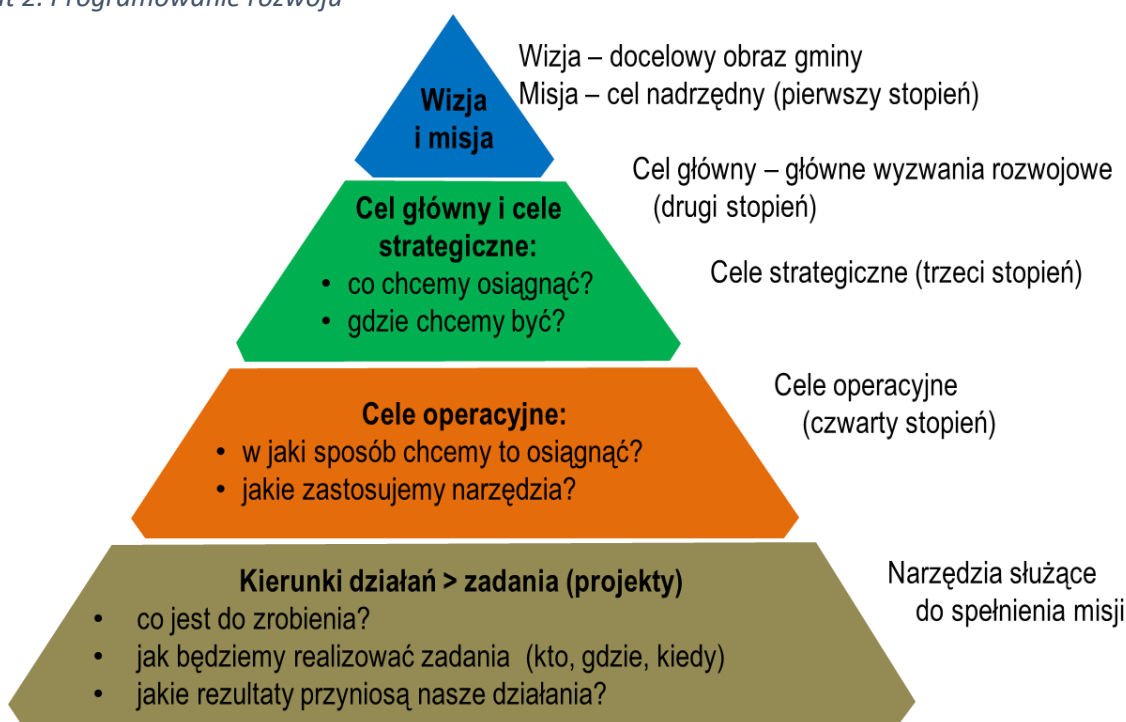 2. Programowanie rozwoju
Wizja
i misja
Wizja – docelowy obraz gminy
Misja – cel nadrzędny (pierwszy stopień)
Cel główny i cele
strategiczne:
• co chcemy osiągnąć?
• gdzie chcemy być?
Cel główny – główne wyzwania rozwojowe
(drugi stopień)
Cele strategiczne (trzeci stopień)
Cele operacyjne:
• w jaki sposób chcemy to osiągnąć?
• jakie zastosujemy narzędzia?
Cele operacyjne
(czwarty stopień)
Kierunki działań > zadania (projekty)
• co jest do zrobienia?
• jak będziemy realizować zadania (kto, gdzie, kiedy)
• jakie rezultaty przyniosą nasze działania?
Narzędzia służące
do spełnienia misji